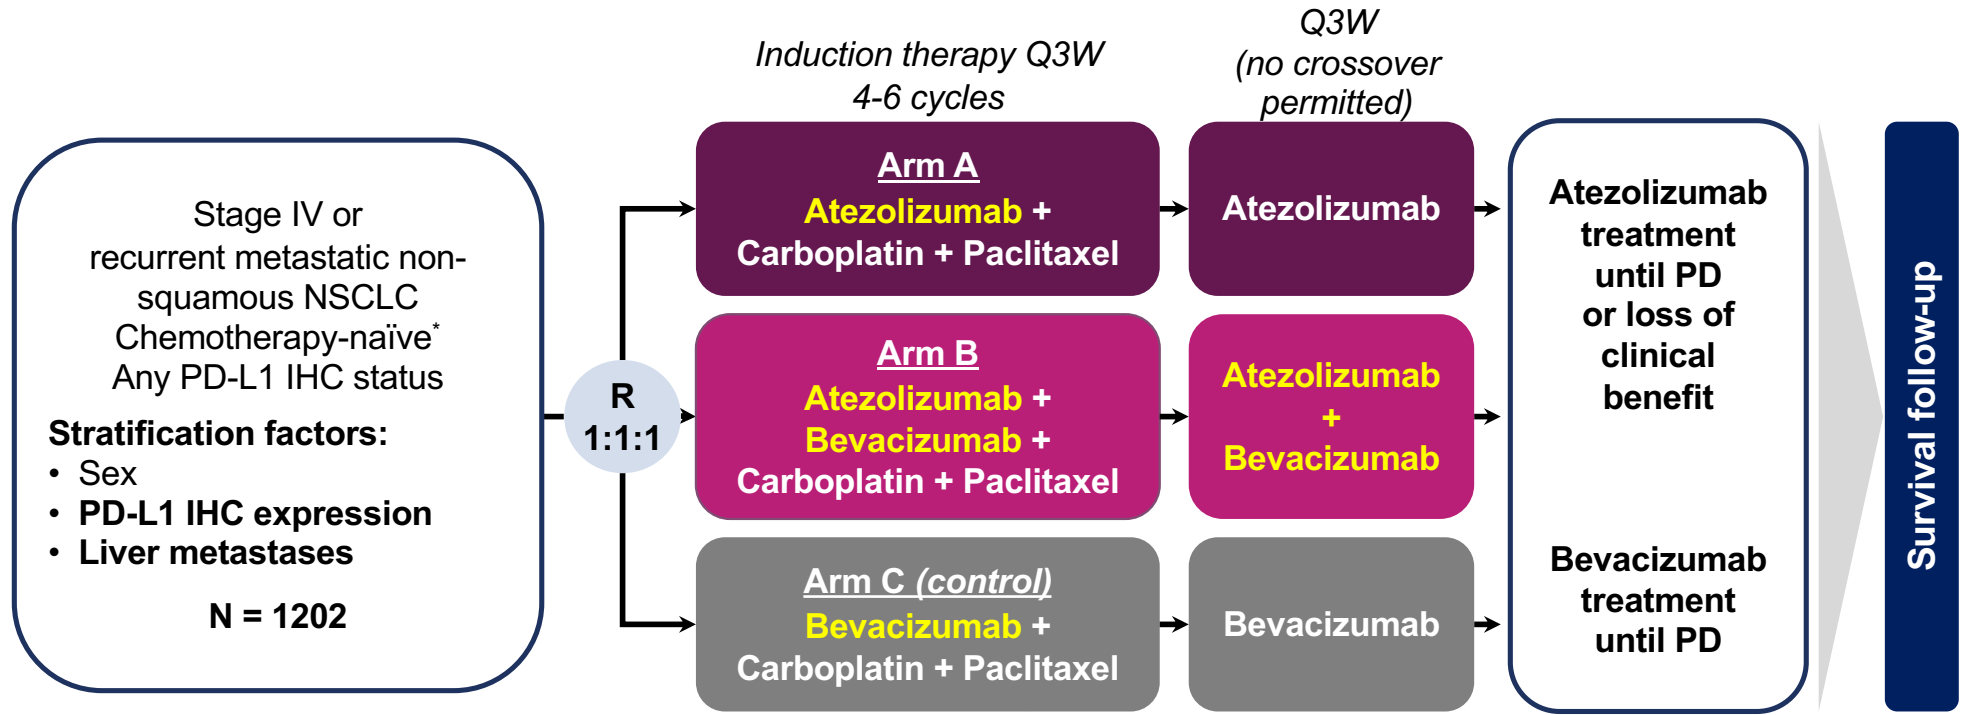 Stage IV or
recurrent metastatic non-
squamous NSCLC
Chemotherapy-naïve*
Any PD-L1 IHC status
Stratification factors:
• Sex
• PD-L1 IHC expression
• Liver metastases
N = 1202
R
1:1:1
Induction therapy Q3W
4-6 cycles
Arm A
Atezolizumab +
Carboplatin + Paclitaxel
Arm B
Atezolizumab +
Bevacizumab +
Carboplatin + Paclitaxel
Arm C (control)
Bevacizumab +
Carboplatin + Paclitaxel
Q3W
(no crossover
permitted)
Atezolizumab
Atezolizumab
+
Bevacizumab
Bevacizumab
Atezolizumab
treatment
until PD
or loss of
clinical
benefit
Bevacizumab
treatment
until PD
Survival follow-up